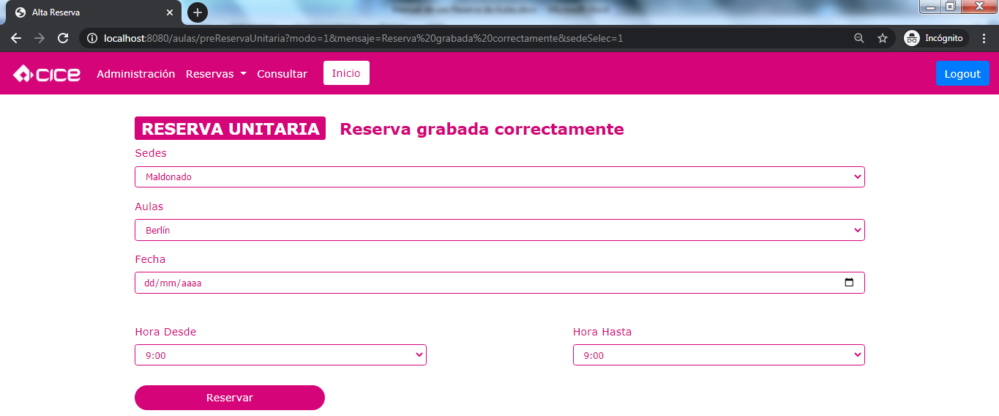 Alta Reserva
localhost:8080/aulas/preReservaUnitaria?modo=1&mensaje=Reserva%20grabada%20correctamente&sedeSelec=1
Incógnito
CICE Administración Reservas Consultar Inicio Logout
RESERVA UNITARIA Reserva grabada correctamente
Sedes
Maldonado
Aulas
Berlín
Fecha
dd/mm/aaaa
Hora Desde Hora Hasta
9:00 9:00
Reservar